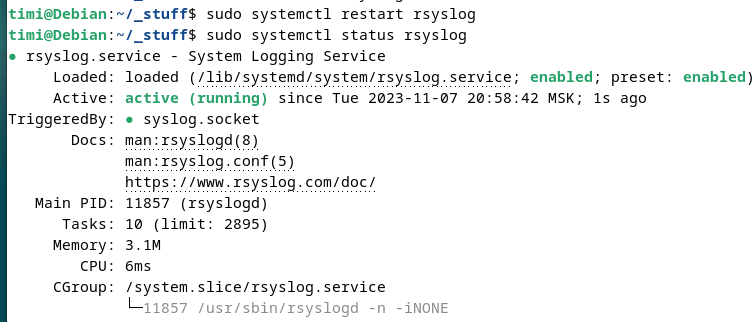 timi@Debian:~/_stuff$ sudo systemctl restart rsyslog
timi@Debian:~/_stuff$ sudo systemctl status rsyslog
● rsyslog.service - System Logging Service
Loaded: loaded (/lib/systemd/system/rsyslog.service; enabled; preset: enabled)
Active: active (running) since Tue 2023-11-07 20:58:42 MSK; 1s ago
TriggeredBy: ● syslog.socket
Docs: man:rsyslogd(8)
man:rsyslog.conf(5)
https://www.rsyslog.com/doc/
Main PID: 11857 (rsyslogd)
Tasks: 10 (limit: 2895)
Memory: 3.1M
CPU: 6ms
CGroup: /system.slice/rsyslog.service
└─11857 /usr/sbin/rsyslogd -n -iNONE